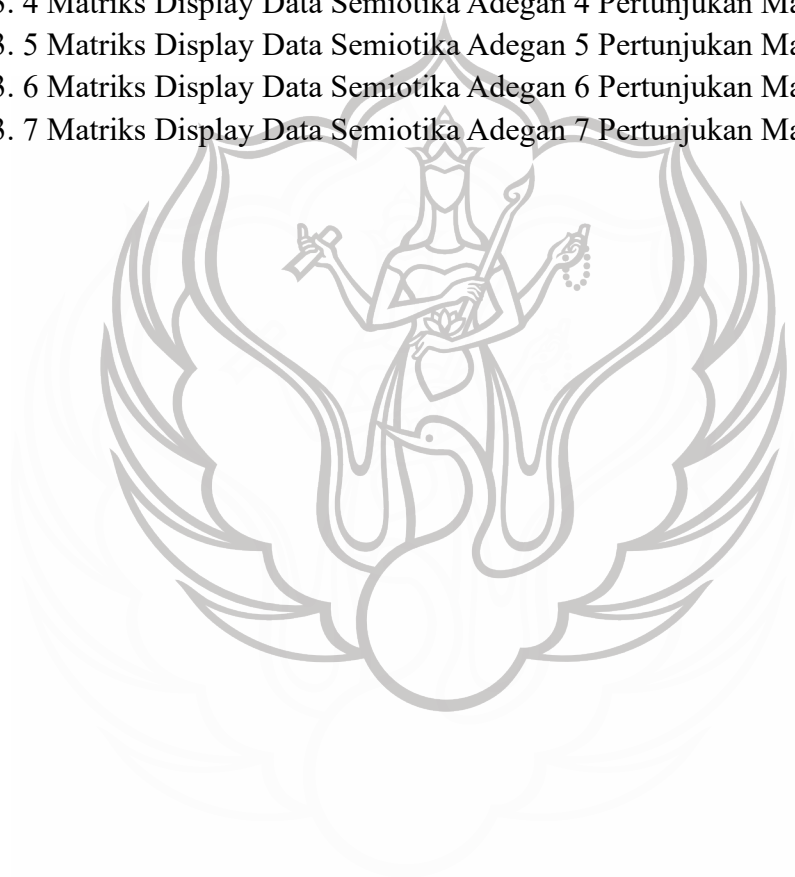 3. 4 Matriks Display Data Semiotika Adegan 4 Pertunjukan Ma
3. 5 Matriks Display Data Semiotika Adegan 5 Pertunjukan Ma
3. 6 Matriks Display Data Semiotika Adegan 6 Pertunjukan Ma
3. 7 Matriks Display Data Semiotika Adegan 7 Pertunjukan Ma